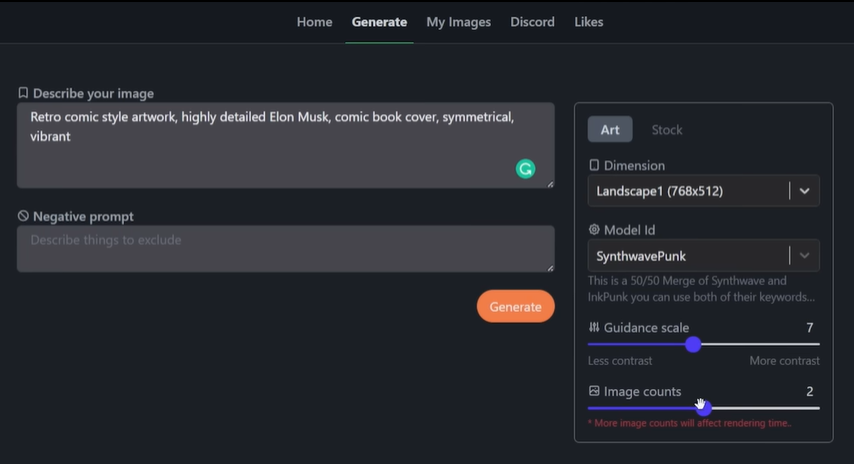 Home Generate My Images Discord Likes
Describe your image
Retro comic style artwork, highly detailed Elon Musk, comic book cover, symmetrical,
vibrant
Negative prompt
Describe things to exclude
Generate
Art Stock
Dimension
Landscape1 (768x512)
Model Id
SynthwavePunk
This is a 50/50 Merge of Synthwave and
InkPunk you can use both of their keywords...
Guidance scale 7
Less contrast More contrast
Image counts 2
* More image counts will affect rendering time..